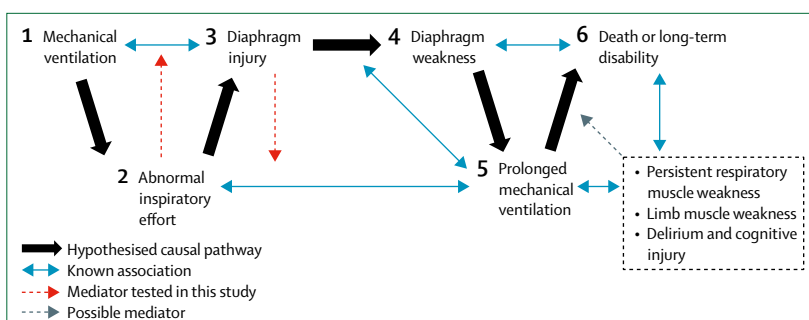 1 Mechanical
ventilation
3 Diaphragm
injury
4 Diaphragm
weakness
6 Death or long-term
disability
2 Abnormal
inspiratory
effort
5 Prolonged
mechanical
ventilation
• Persistent respiratory
muscle weakness
• Limb muscle weakness
• Delirium and cognitive
injury
Hypothesised causal pathway
Known association
Mediator tested in this study
Possible mediator